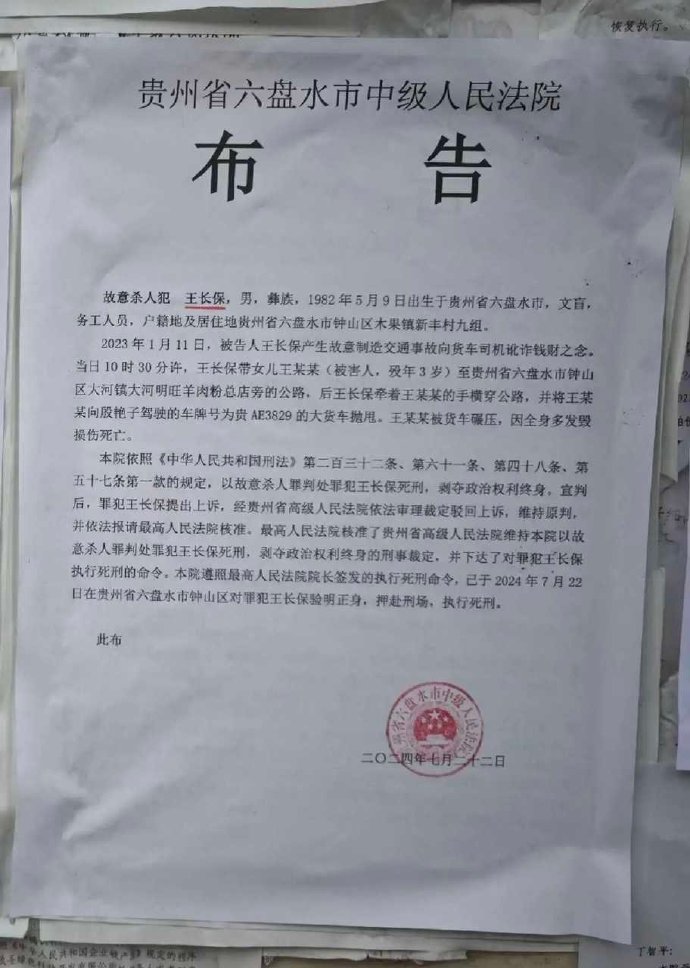 恢复执行。
贵州省六盘水市中级人民法院
布 告
故意杀人犯 王长保，男，彝族，1982年5月9日出生于贵州省六盘水市，文盲，
务工人员，户籍地及居住地贵州省六盘水市钟山区木果镇新丰村九组。
2023年1月11日，被告人王长保产生故意制造交通事故向货车司机讹诈钱财之念。
当日10时30分许，王长保带女儿王某某（被害人，殁年3岁）至贵州省六盘水市钟山
区大河镇大河明旺羊肉粉总店旁的公路，后王长保牵着王某某的手横穿公路，并将王某
某向殷艳子驾驶的车牌号为贵AE3829的大货车抛甩。王某某被货车碾压，因全身多发毁
损伤死亡。
本院依照《中华人民共和国刑法》第二百三十二条、第六十一条、第四十八条、第
五十七条第一款的规定，以故意杀人罪判处罪犯王长保死刑，剥夺政治权利终身。宣判
后，罪犯王长保提出上诉，经贵州省高级人民法院依法审理裁定驳回上诉，维持原判，
并依法报请最高人民法院核准。最高人民法院核准了贵州省高级人民法院维持本院以故
意杀人罪判处罪犯王长保死刑，剥夺政治权利终身的刑事裁定，并下达了对罪犯王长保
执行死刑的命令。本院遵照最高人民法院院长签发的执行死刑命令，已于2024年7月22
日在贵州省六盘水市钟山区对罪犯王长保验明正身，押赴刑场，执行死刑。
此布
贵州省六盘水市中级人民法院
二〇二四年七月二十二日
丁智平：